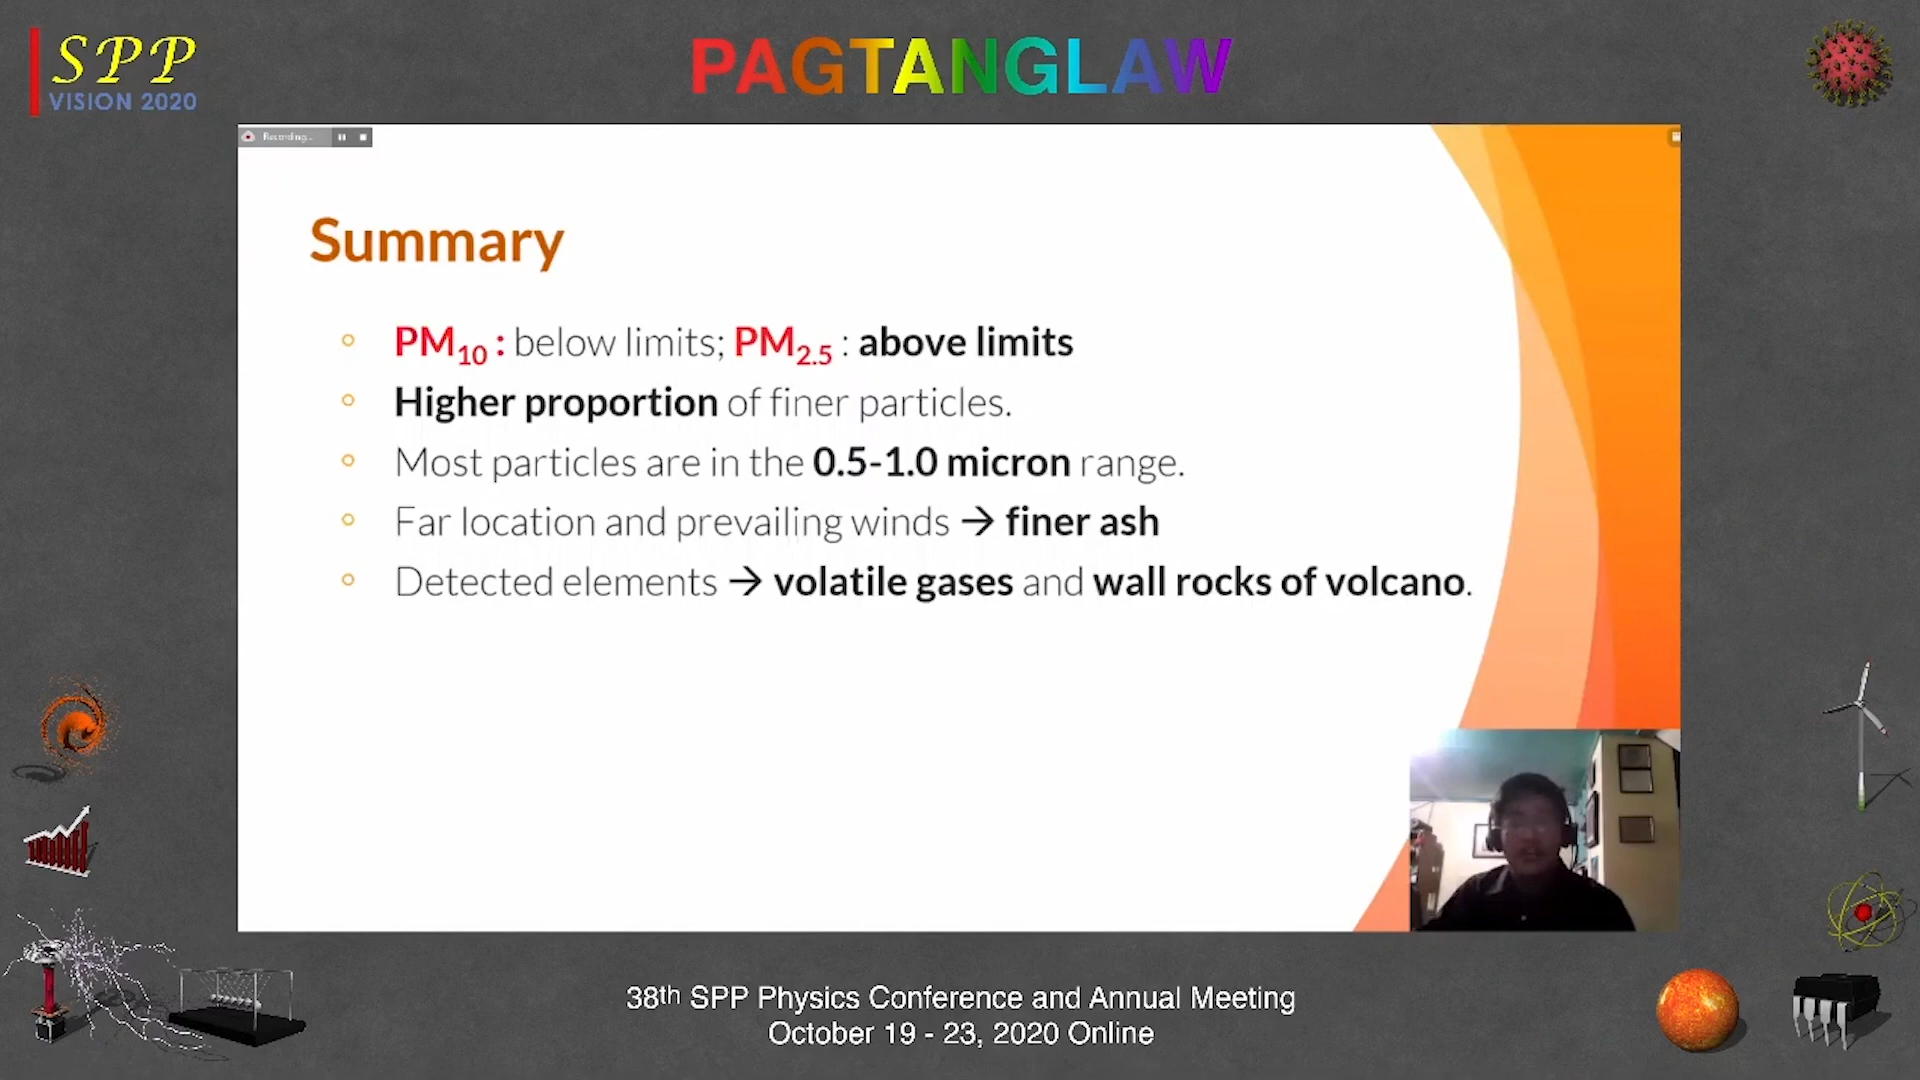 SPP
VISION 2020
PAGTANGLAW
Recording...
Summary
PM10 : below limits; PM2.5 : above limits
Higher proportion of finer particles.
Most particles are in the 0.5-1.0 micron range.
Far location and prevailing winds → finer ash
Detected elements → volatile gases and wall rocks of volcano.
38th SPP Physics Conference and Annual Meeting
October 19 - 23, 2020 Online